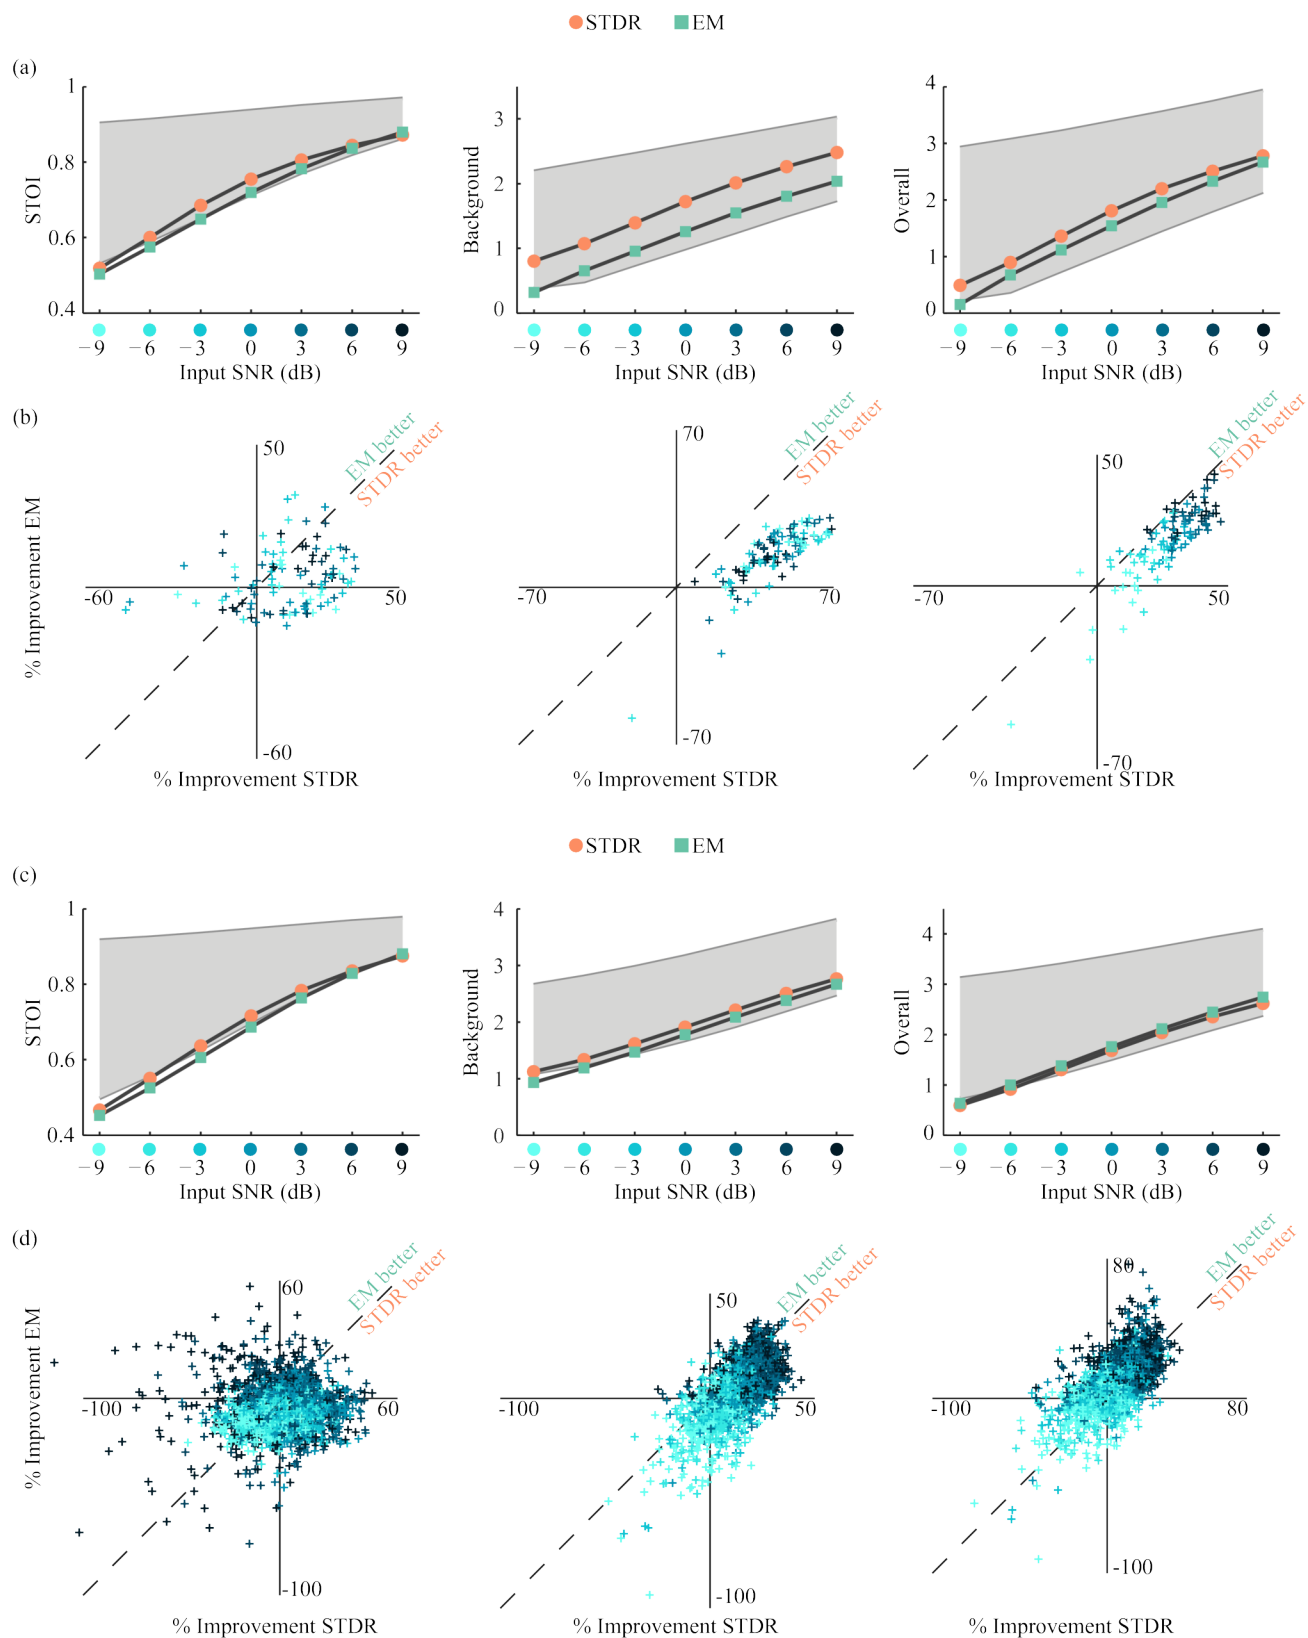 STDR EM
(a)
1
0.8
0.6
0.4
STOI
−9 −6 −3 0 3 6 9
Input SNR (dB)
3
2
1
0
Background
−9 −6 −3 0 3 6 9
Input SNR (dB)
4
3
2
1
0
Overall
−9 −6 −3 0 3 6 9
Input SNR (dB)
(b)
% Improvement EM
50
EM better
STDR better
-60
50
-60
% Improvement STDR
70
EM better
STDR better
-70
70
-70
% Improvement STDR
50
EM better
STDR better
-70
50
-70
% Improvement STDR
STDR EM
(c)
1
0.8
0.6
0.4
STOI
−9 −6 −3 0 3 6 9
Input SNR (dB)
4
3
2
1
0
Background
−9 −6 −3 0 3 6 9
Input SNR (dB)
4
3
2
1
0
Overall
−9 −6 −3 0 3 6 9
Input SNR (dB)
(d)
% Improvement EM
60
EM better
STDR better
-100
60
-100
% Improvement STDR
50
EM better
STDR better
-100
50
-100
% Improvement STDR
80
EM better
STDR better
-100
80
-100
% Improvement STDR